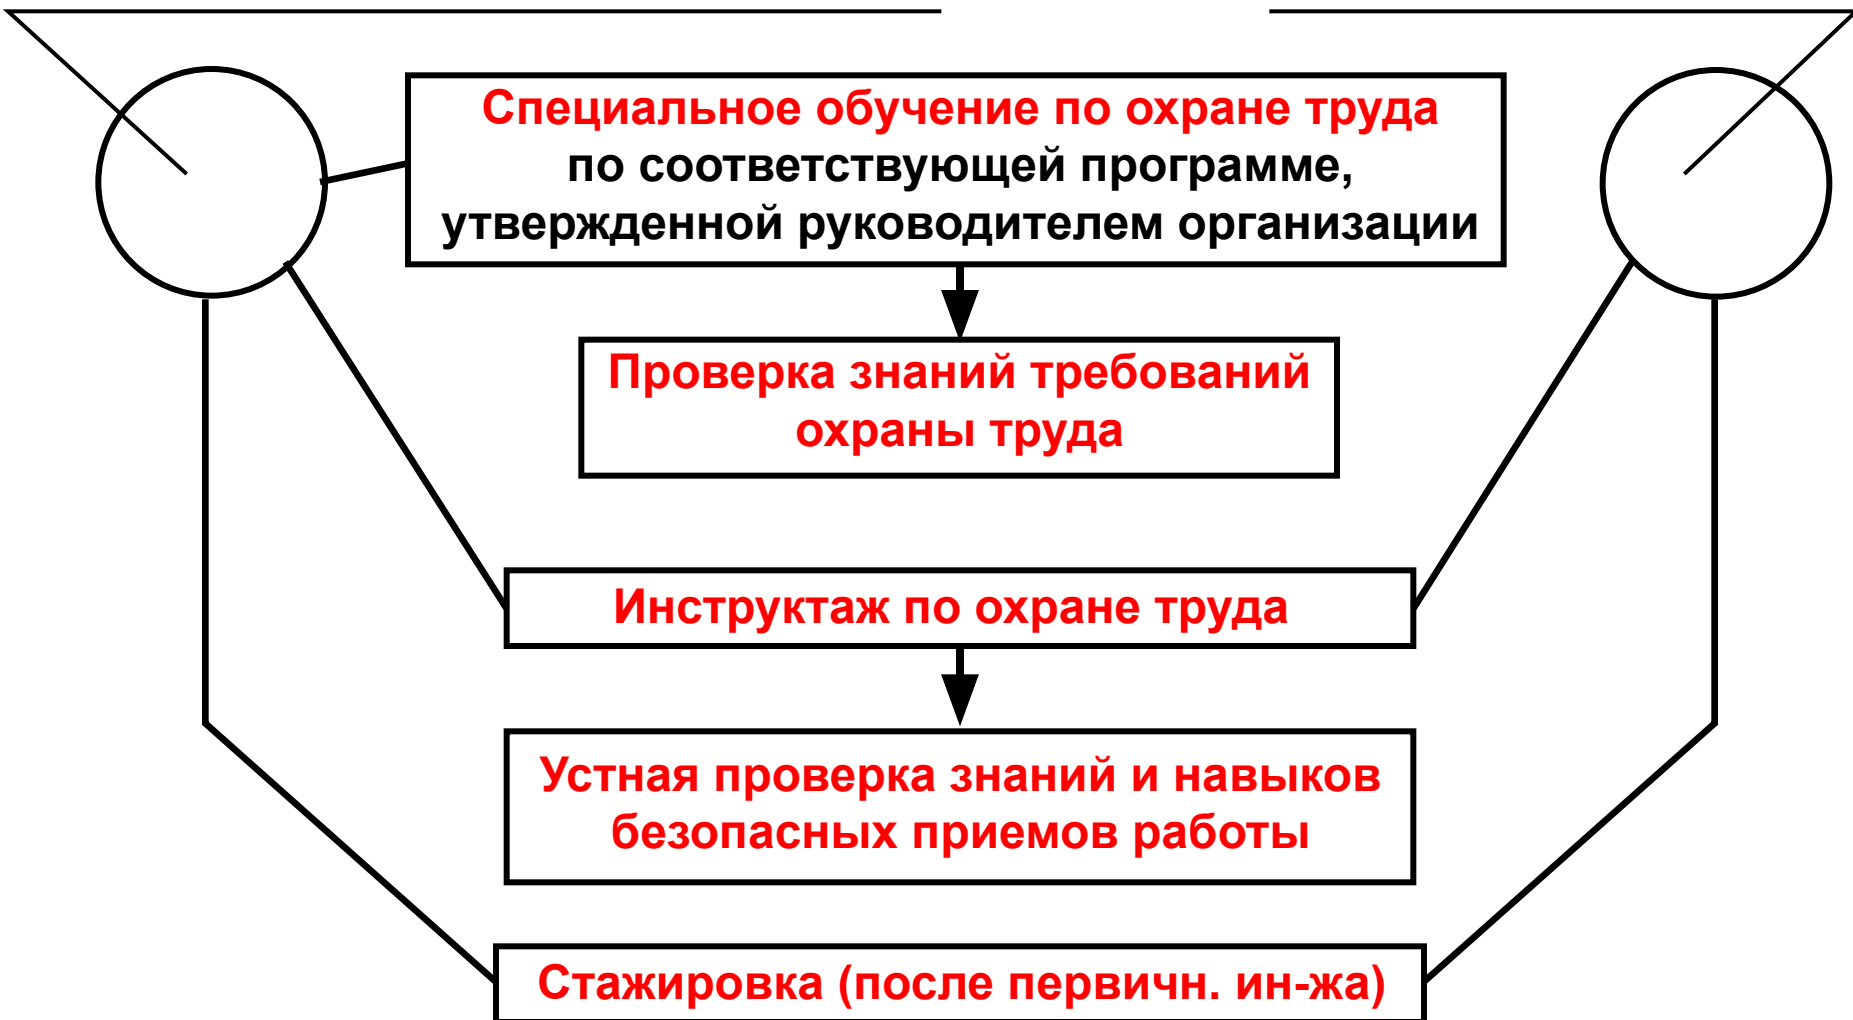 Специальное обучение по охране труда
по соответствующей программе,
утвержденной руководителем организации
Проверка знаний требований
охраны труда
Инструктаж по охране труда
Устная проверка знаний и навыков
безопасных приемов работы
Стажировка (после первичн. ин-жа)